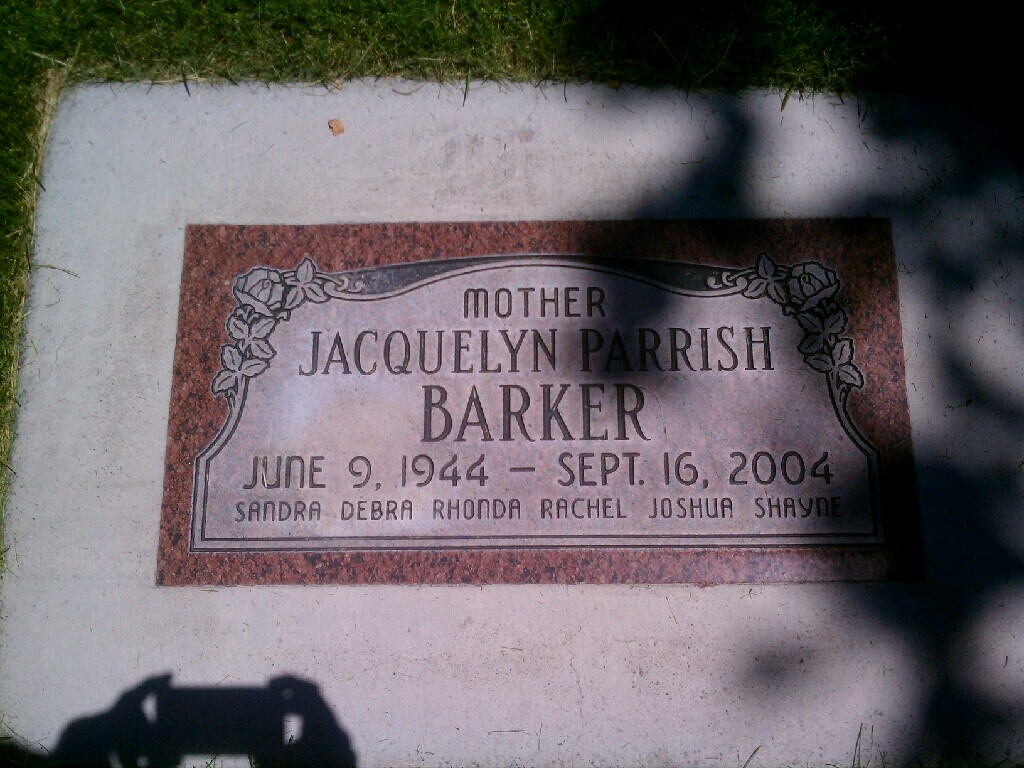 MOTHER
JACQUELYN PARRISH
BARKER
JUNE 9, 1944 – SEPT. 16, 2004
SANDRA DEBRA RHONDA RACHEL JOSHUA SHAYNE